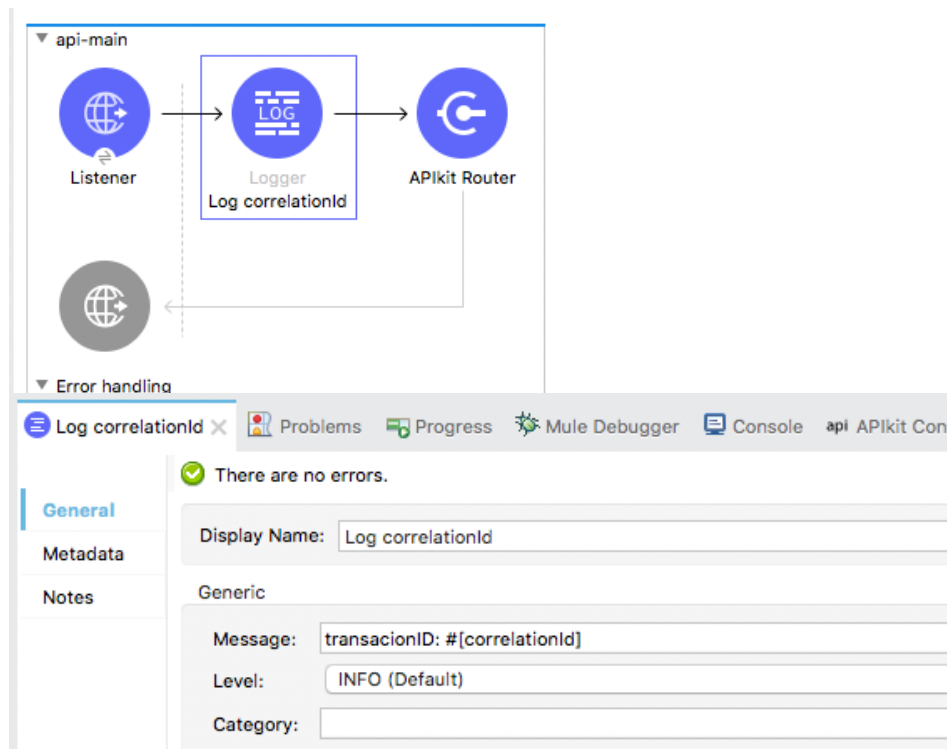 api-main
LOG
Listener
Logger
APIkit Router
Log correlationId
Error handling
Log correlationId Problems Progress Mule Debugger Console api APIkit Con
There are no errors.
General
Display Name: Log correlationId
Metadata
Notes
Generic
Message: transacionID: #[correlationId]
Level: INFO (Default)
Category: